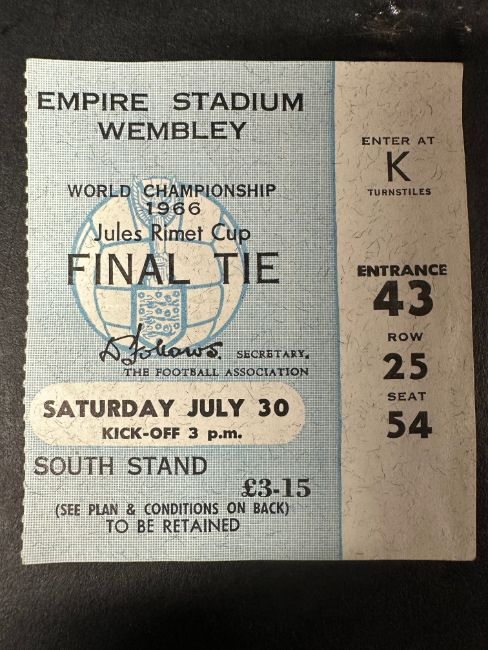 EMPIRE STADIUM
WEMBLEY
WORLD CHAMPIONSHIP
1966
Jules Rimet Cup
FINAL TIE
D Follows. SECRETARY.
THE FOOTBALL ASSOCIATION
SATURDAY JULY 30
KICK-OFF 3 p.m.
SOUTH STAND
£3-15
(SEE PLAN & CONDITIONS ON BACK)
TO BE RETAINED
ENTER AT
K
TURNSTILES
ENTRANCE
43
ROW
25
SEAT
54